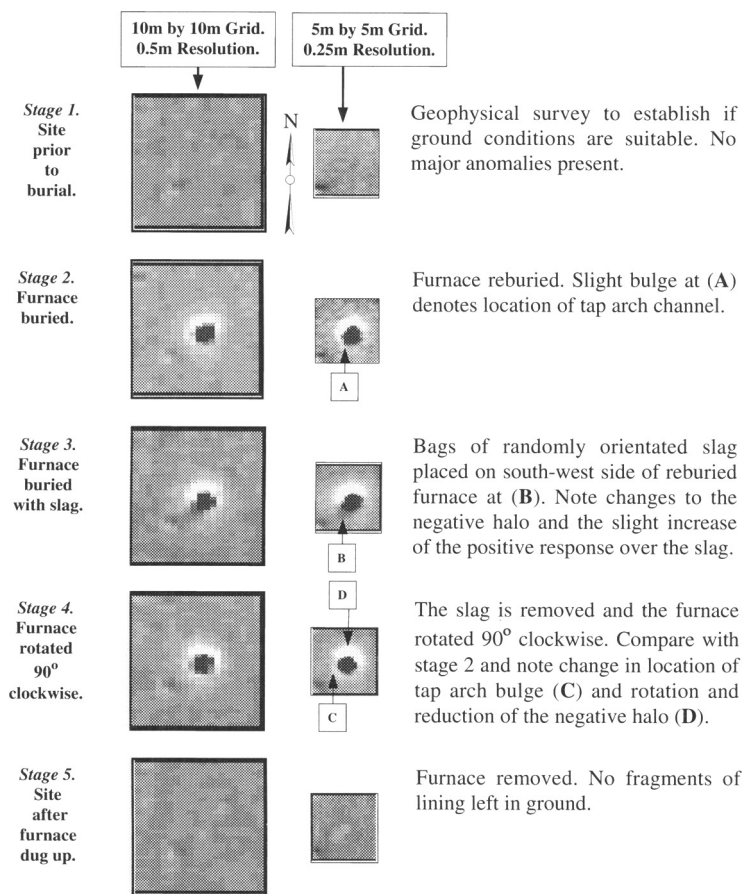 10m by 10m Grid.
0.5m Resolution.
5m by 5m Grid.
0.25m Resolution.
Stage 1.
Site
prior
to
burial.
N
Geophysical survey to establish if
ground conditions are suitable. No
major anomalies present.
Stage 2.
Furnace
buried.
Furnace reburied. Slight bulge at (A)
denotes location of tap arch channel.
A
Stage 3.
Furnace
buried
with slag.
Bags of randomly orientated slag
placed on south-west side of reburied
furnace at (B). Note changes to the
negative halo and the slight increase
of the positive response over the slag.
B
D
Stage 4.
Furnace
rotated
90°
clockwise.
The slag is removed and the furnace
rotated 90° clockwise. Compare with
stage 2 and note change in location of
tap arch bulge (C) and rotation and
reduction of the negative halo (D).
C
Stage 5.
Site
after
furnace
dug up.
Furnace removed. No fragments of
lining left in ground.